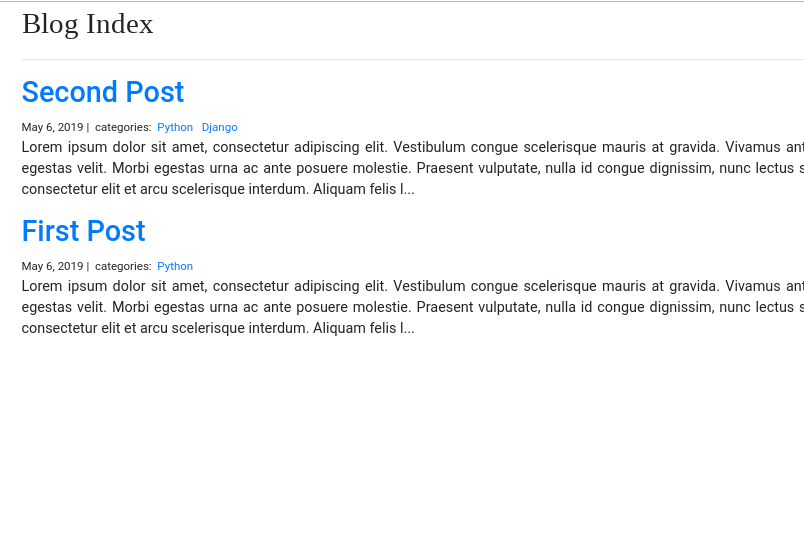 Blog Index
Second Post
May 6, 2019 | categories: Python Django
Lorem ipsum dolor sit amet, consectetur adipiscing elit. Vestibulum congue scelerisque mauris at gravida. Vivamus ant
egestas velit. Morbi egestas urna ac ante posuere molestie. Praesent vulputate, nulla id congue dignissim, nunc lectus s
consectetur elit et arcu scelerisque interdum. Aliquam felis l...
First Post
May 6, 2019 | categories: Python
Lorem ipsum dolor sit amet, consectetur adipiscing elit. Vestibulum congue scelerisque mauris at gravida. Vivamus ant
egestas velit. Morbi egestas urna ac ante posuere molestie. Praesent vulputate, nulla id congue dignissim, nunc lectus s
consectetur elit et arcu scelerisque interdum. Aliquam felis l...